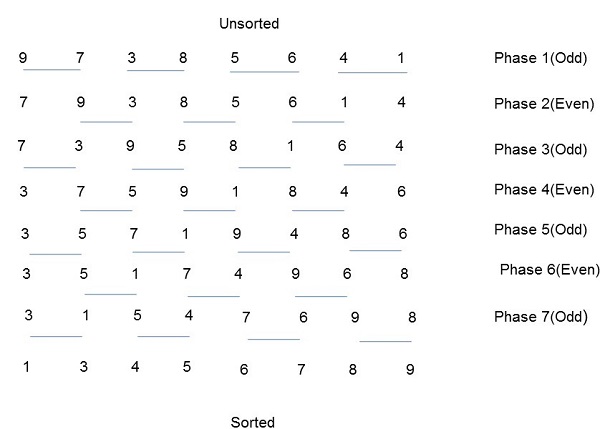 Unsorted
9 7 3 8 5 6 4 1 Phase 1(Odd)
7 9 3 8 5 6 1 4 Phase 2(Even)
7 3 9 5 8 1 6 4 Phase 3(Odd)
3 7 5 9 1 8 4 6 Phase 4(Even)
3 5 7 1 9 4 8 6 Phase 5(Odd)
3 5 1 7 4 9 6 8 Phase 6(Even)
3 1 5 4 7 6 9 8 Phase 7(Odd)
1 3 4 5 6 7 8 9
Sorted